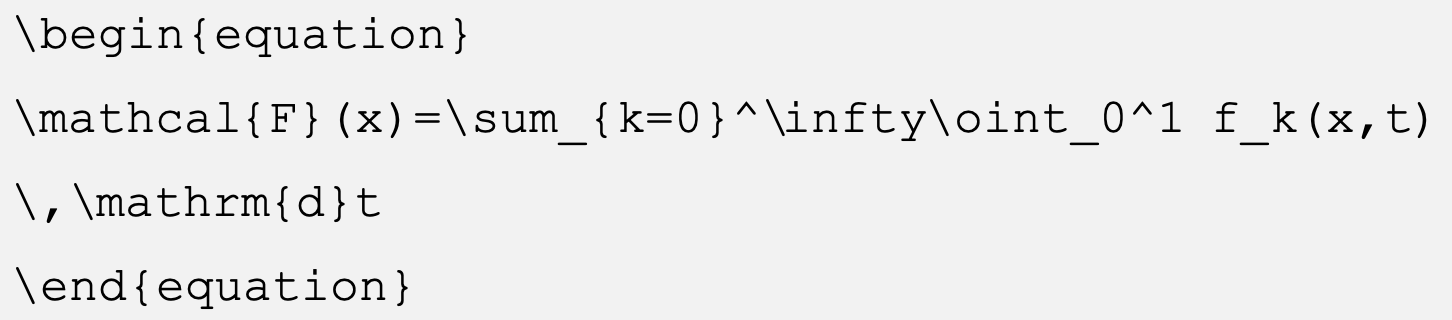 \begin{equation}
\mathcal{F}(x)=\sum_{k=0}^\infty\oint_0^1 f_k(x,t)
\,\mathrm{d}t
\end{equation}